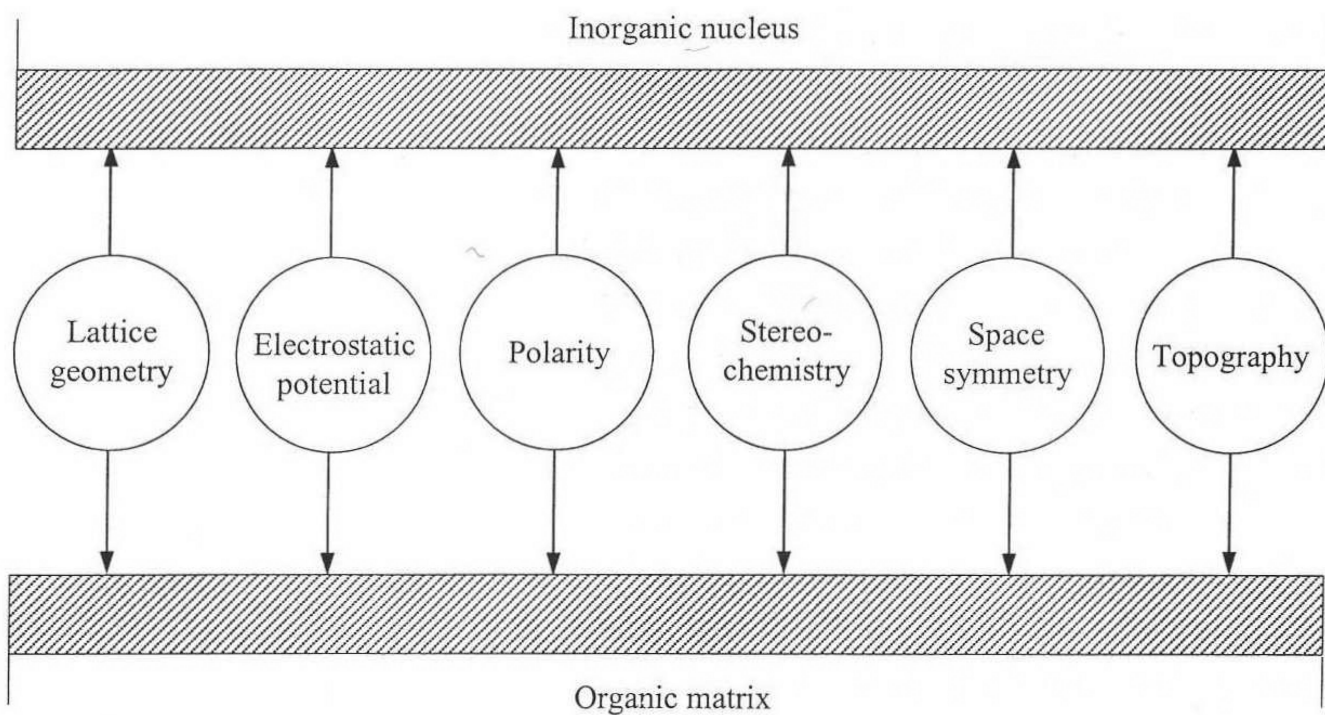 Inorganic nucleus
Lattice
geometry
Electrostatic
potential
Polarity
Stereo-
chemistry
Space
symmetry
Topography
Organic matrix